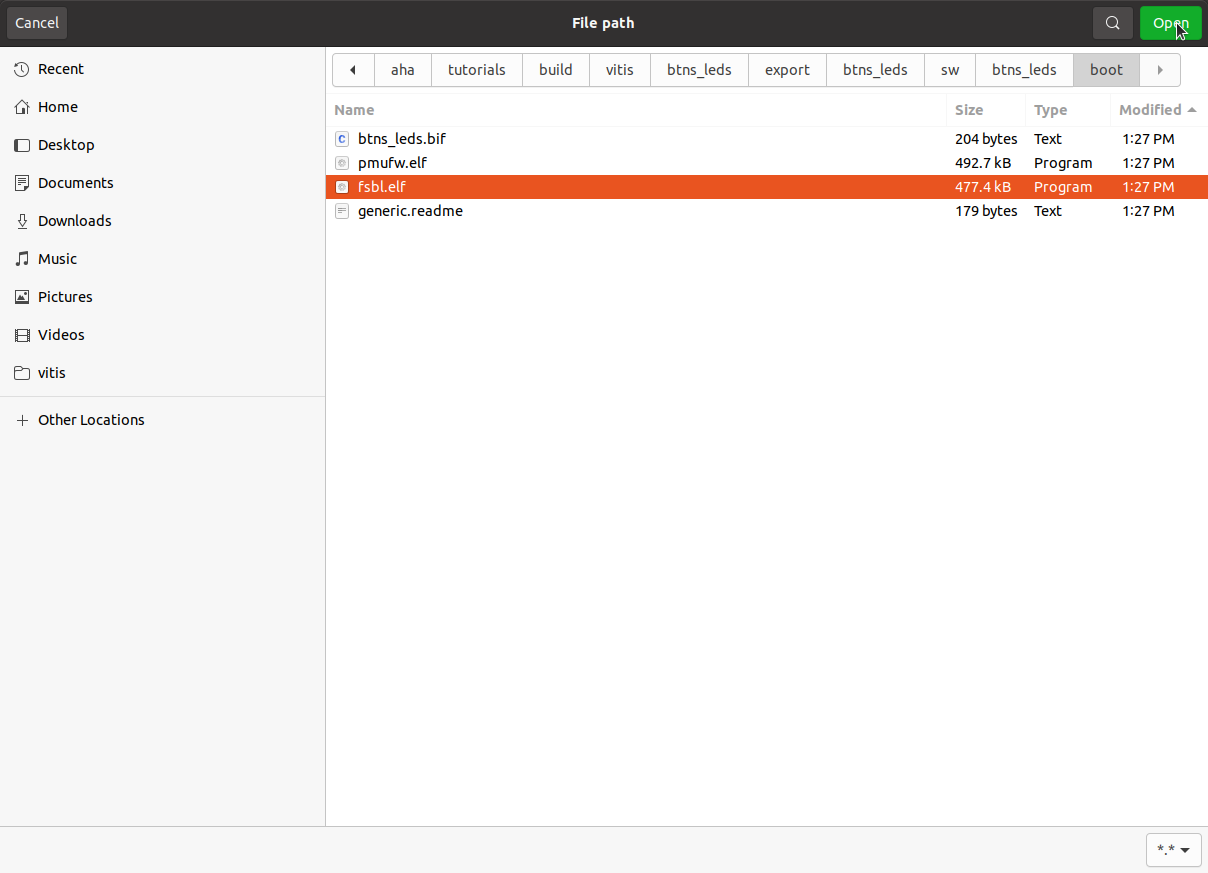 Cancel File path Open
Recent
Home
Desktop
Documents
Downloads
Music
Pictures
Videos
vitis
Other Locations
aha tutorials build vitis btns_leds export btns_leds sw btns_leds boot
Name Size Type Modified
btns_leds.bif 204 bytes Text 1:27 PM
pmufw.elf 492.7 kB Program 1:27 PM
fsbl.elf 477.4 kB Program 1:27 PM
generic.readme 179 bytes Text 1:27 PM
*.*